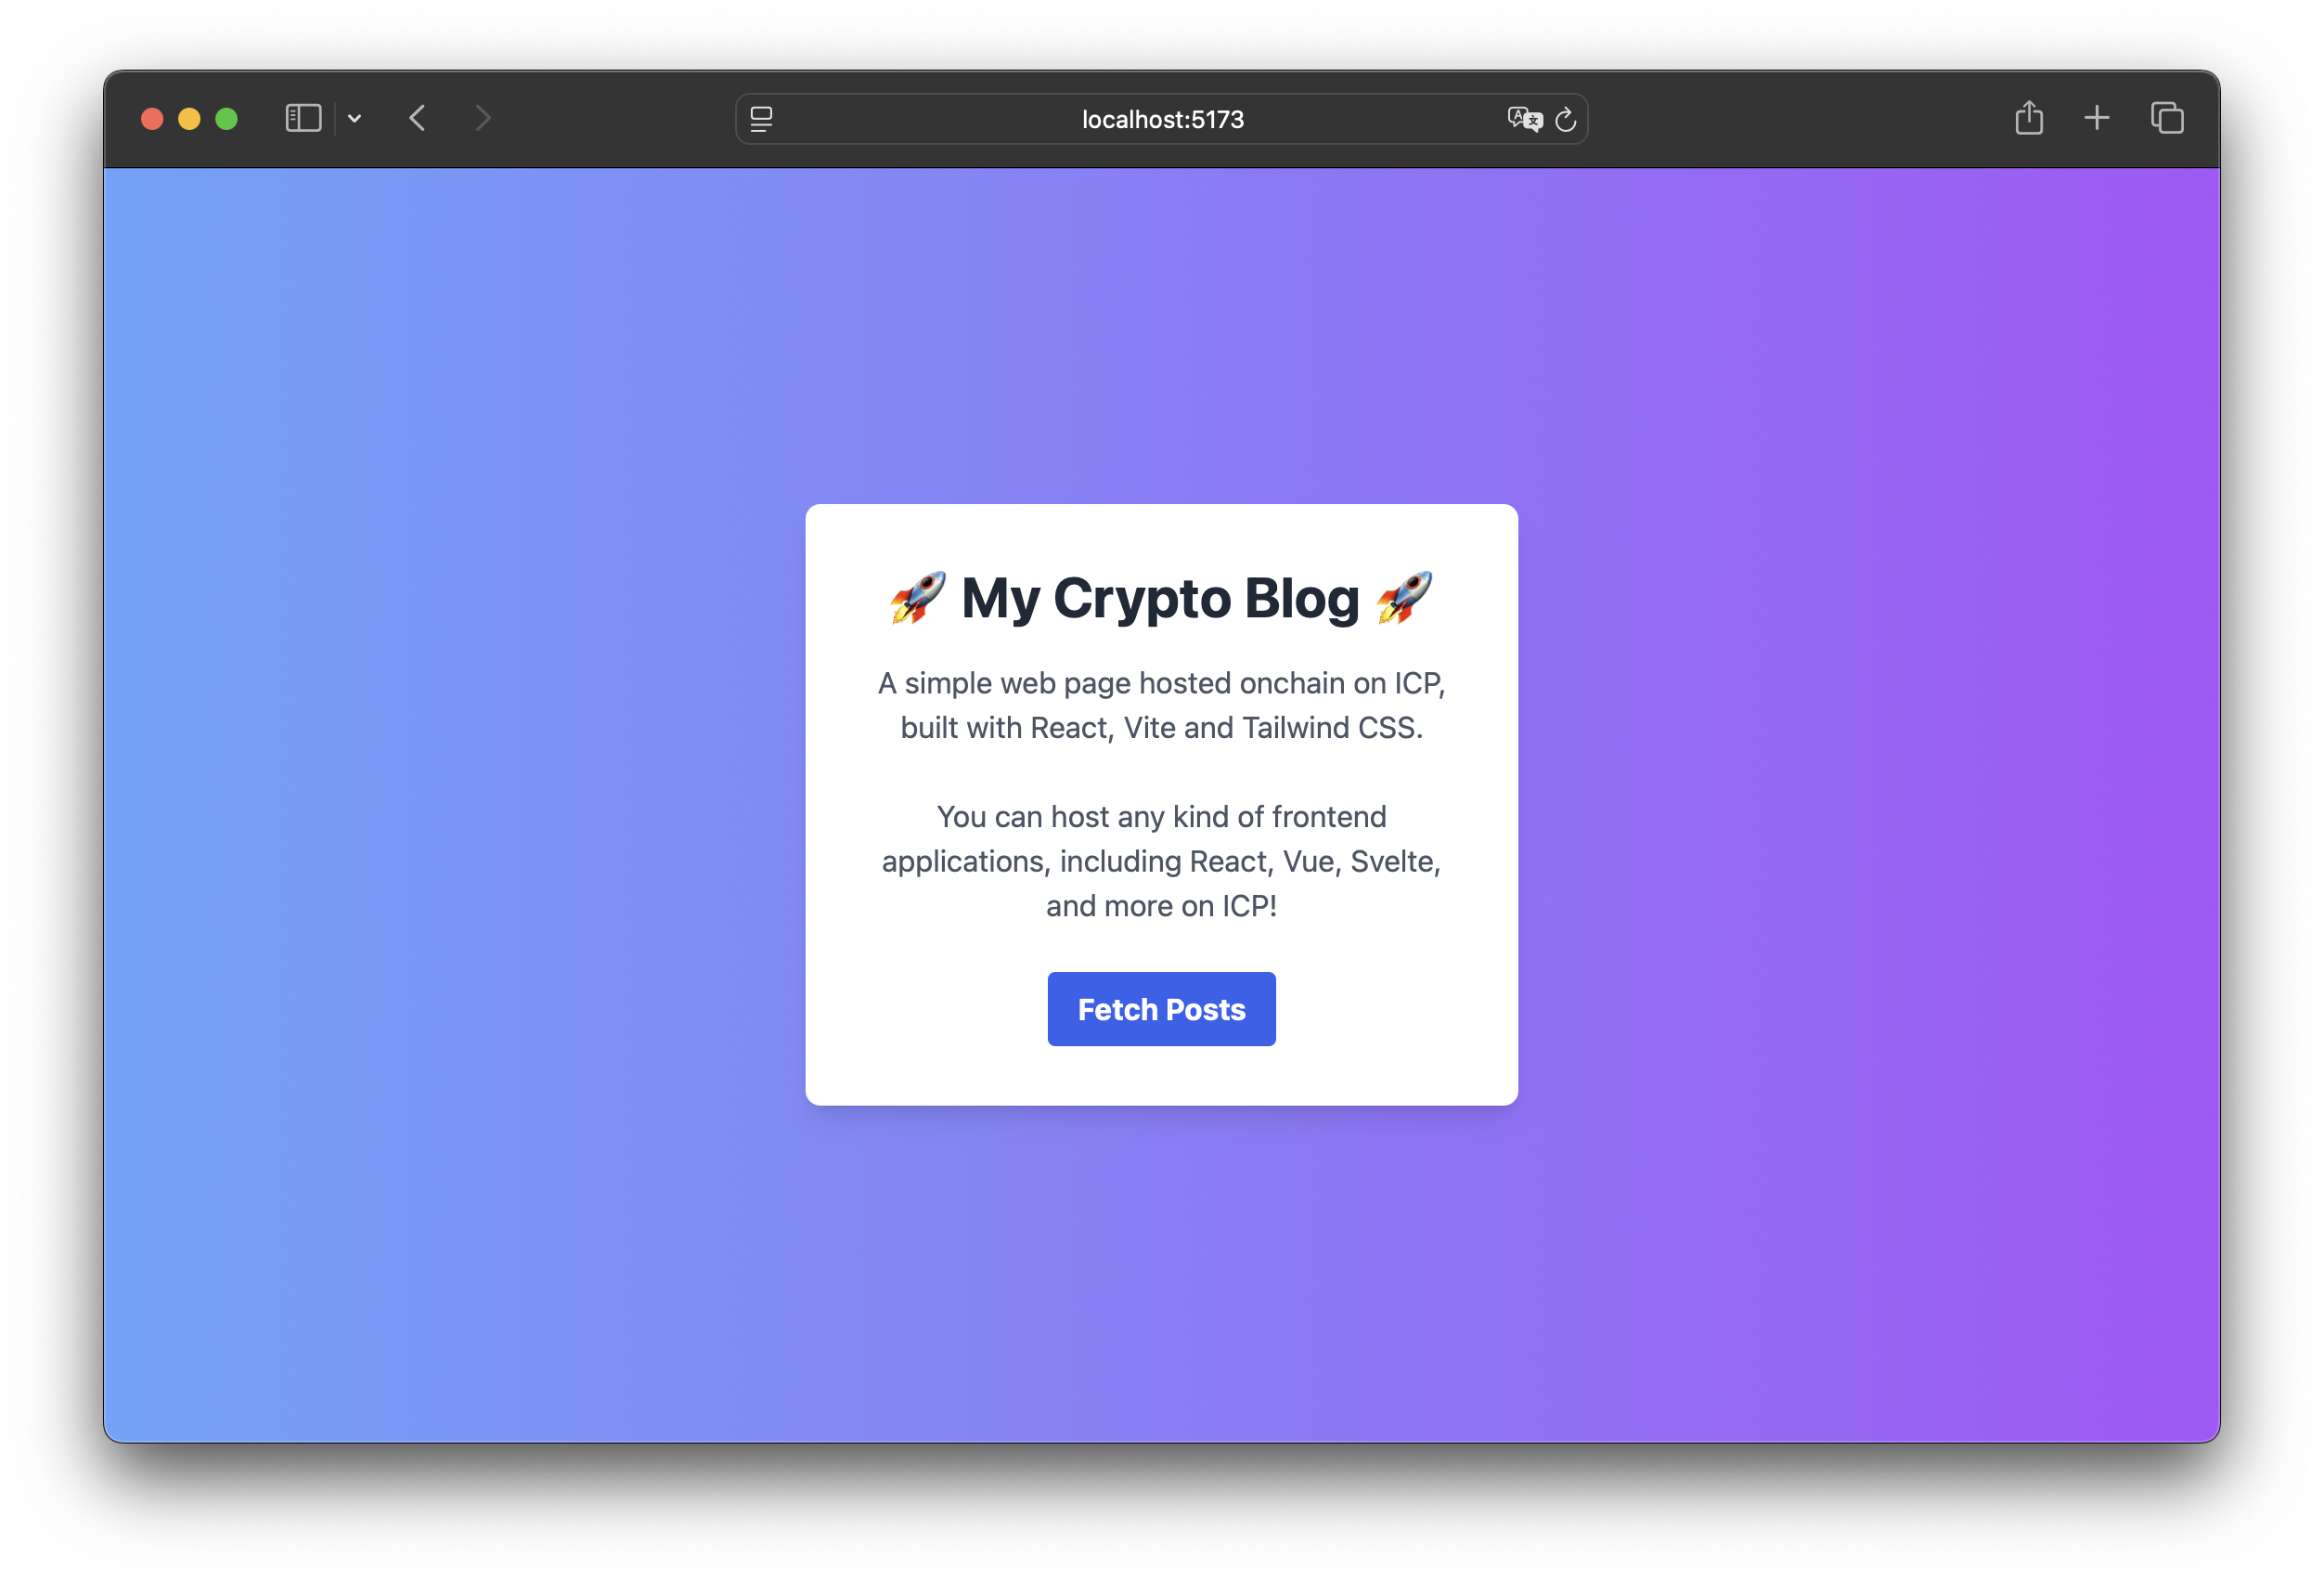 localhost:5173
🚀 My Crypto Blog 🚀
A simple web page hosted onchain on ICP,
built with React, Vite and Tailwind CSS.
You can host any kind of frontend
applications, including React, Vue, Svelte,
and more on ICP!
Fetch Posts